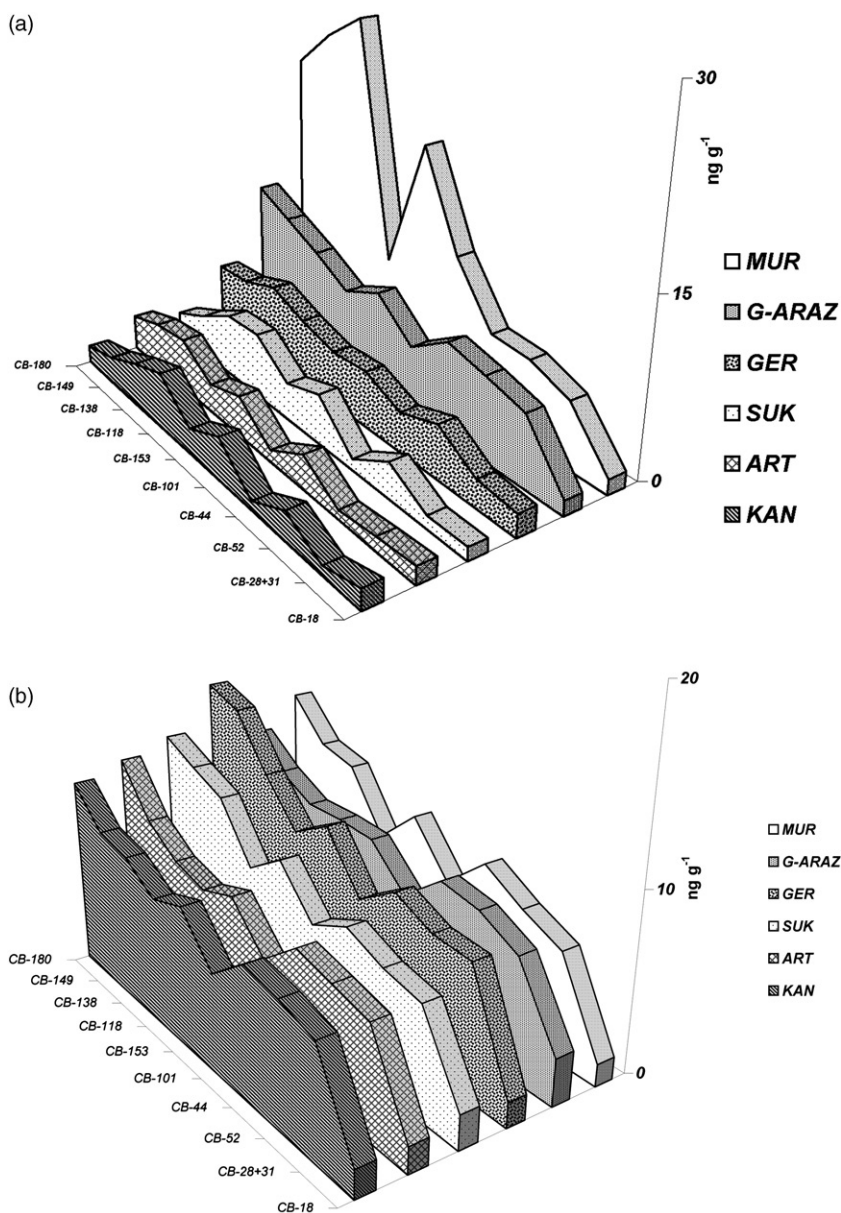 (a)
30
ng g-1
15
0
MUR
G-ARAZ
GER
SUK
ART
KAN
CB-180
CB-149
CB-138
CB-118
CB-153
CB-101
CB-44
CB-52
CB-28+31
CB-18
(b)
20
ng g-1
10
0
MUR
G-ARAZ
GER
SUK
ART
KAN
CB-180
CB-149
CB-138
CB-118
CB-153
CB-101
CB-44
CB-52
CB-28+31
CB-18